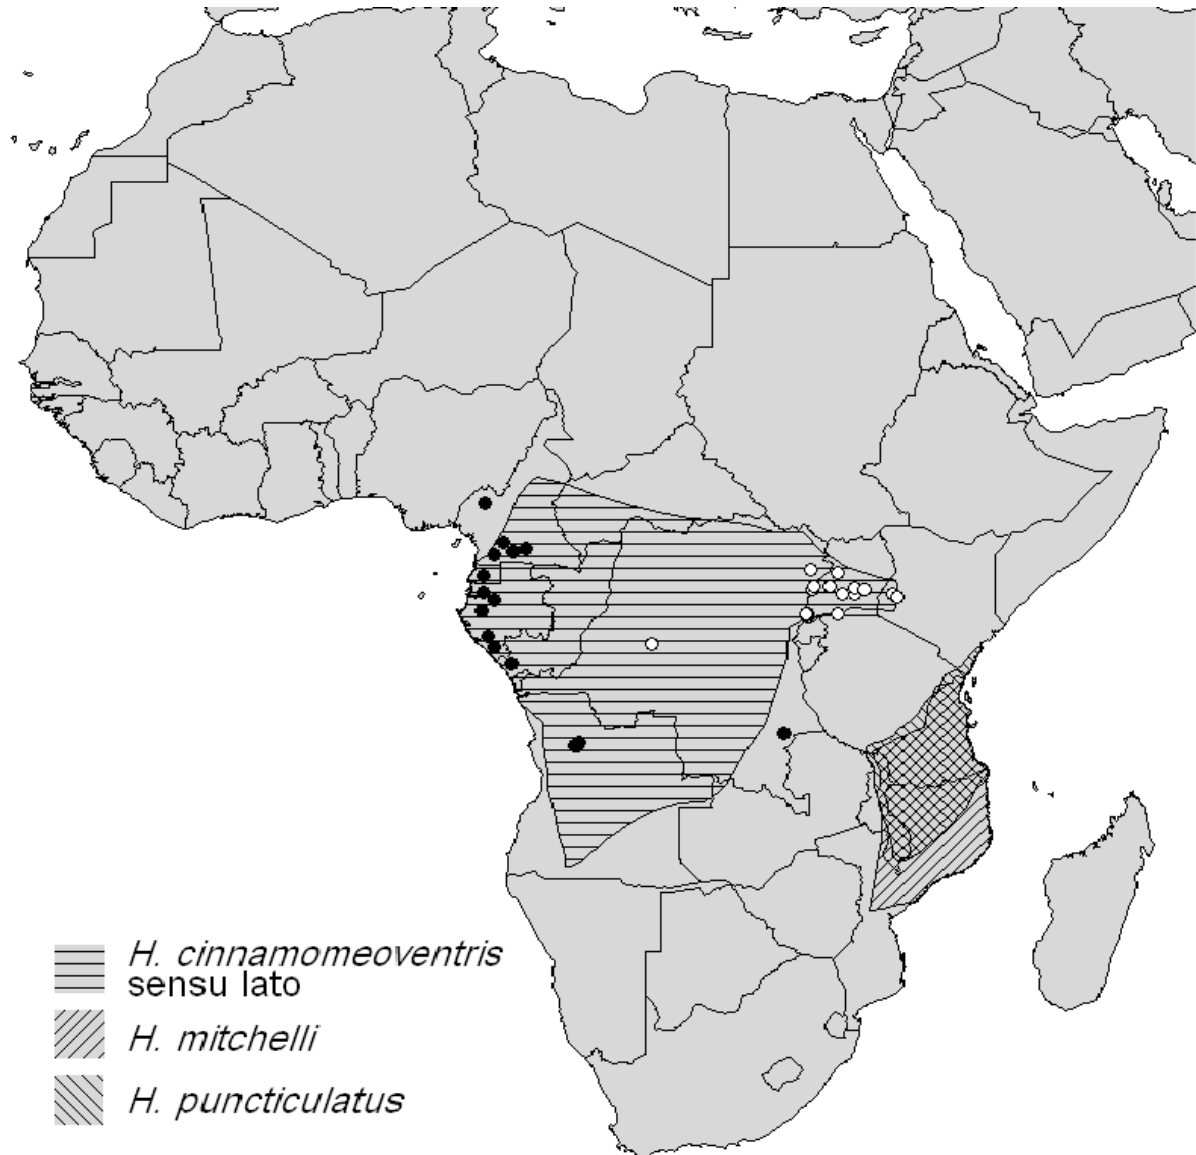 H. cinnamomeoventris
sensu lato
H. mitchelli
H. puncticulatus